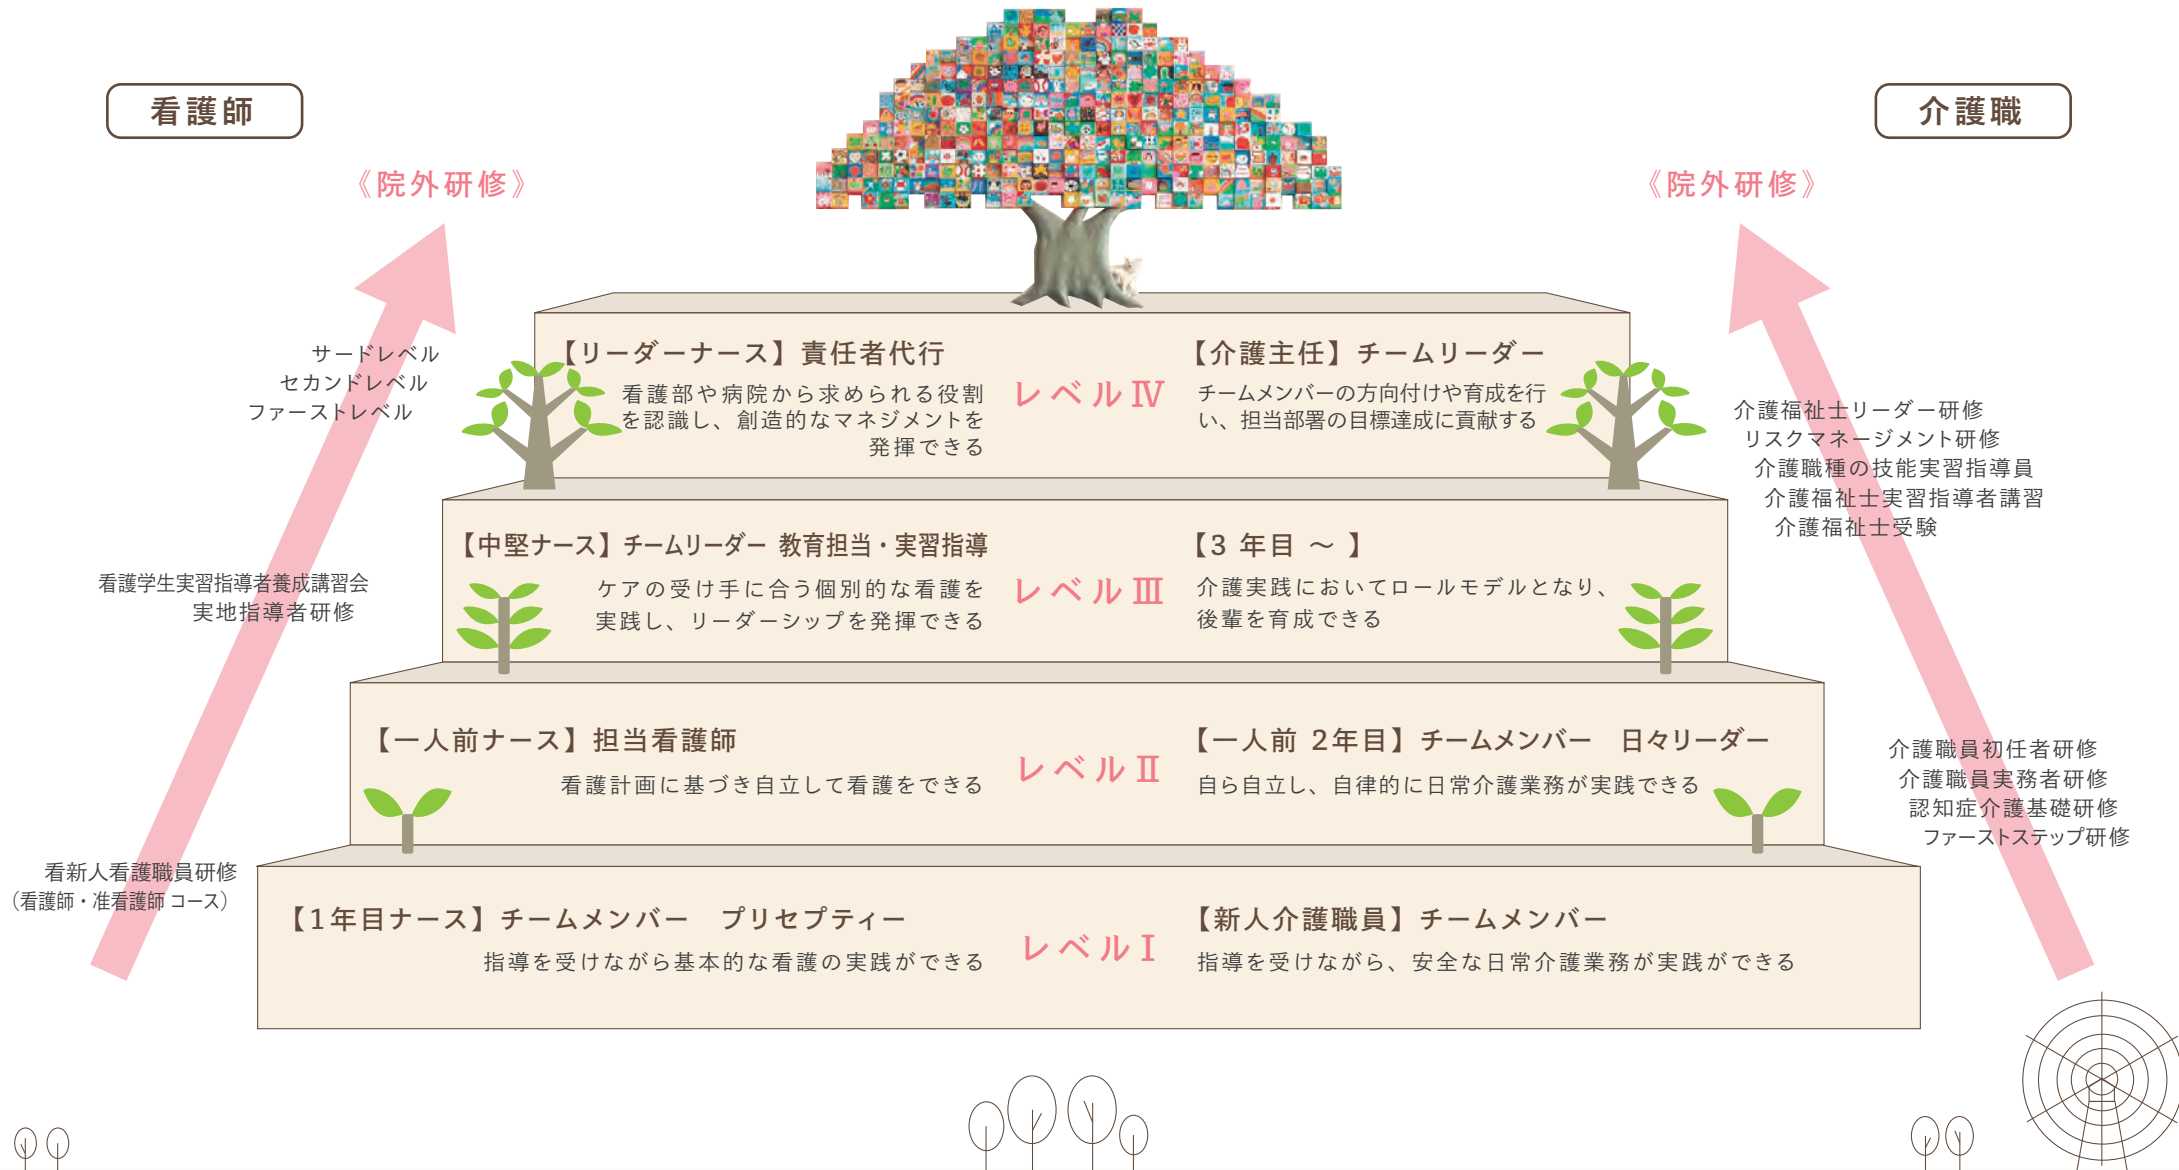 看護師
介護職
《院外研修》
《院外研修》
サードレベル
セカンドレベル
ファーストレベル
【リーダーナース】責任者代行
看護部や病院から求められる役割
を認識し、創造的なマネジメントを
発揮できる
レベルⅣ
【介護主任】チームリーダー
チームメンバーの方向付けや育成を行
い、担当部署の目標達成に貢献する
介護福祉士リーダー研修
リスクマネージメント研修
介護職種の技能実習指導員
介護福祉士実習指導者講習
介護福祉士受験
看護学生実習指導者養成講習会
実地指導者研修
【中堅ナース】チームリーダー 教育担当・実習指導
ケアの受け手に合う個別的な看護を
実践し、リーダーシップを発揮できる
レベルⅢ
【3 年目 ～ 】
介護実践においてロールモデルとなり、
後輩を育成できる
【一人前ナース】担当看護師
看護計画に基づき自立して看護をできる
レベルⅡ
【一人前 2年目】チームメンバー　日々リーダー
自ら自立し、自律的に日常介護業務が実践できる
介護職員初任者研修
介護職員実務者研修
認知症介護基礎研修
ファーストステップ研修
看新人看護職員研修
（看護師・准看護師 コース）
【1年目ナース】チームメンバー　プリセプティー
指導を受けながら基本的な看護の実践ができる
レベルⅠ
【新人介護職員】チームメンバー
指導を受けながら、安全な日常介護業務が実践ができる